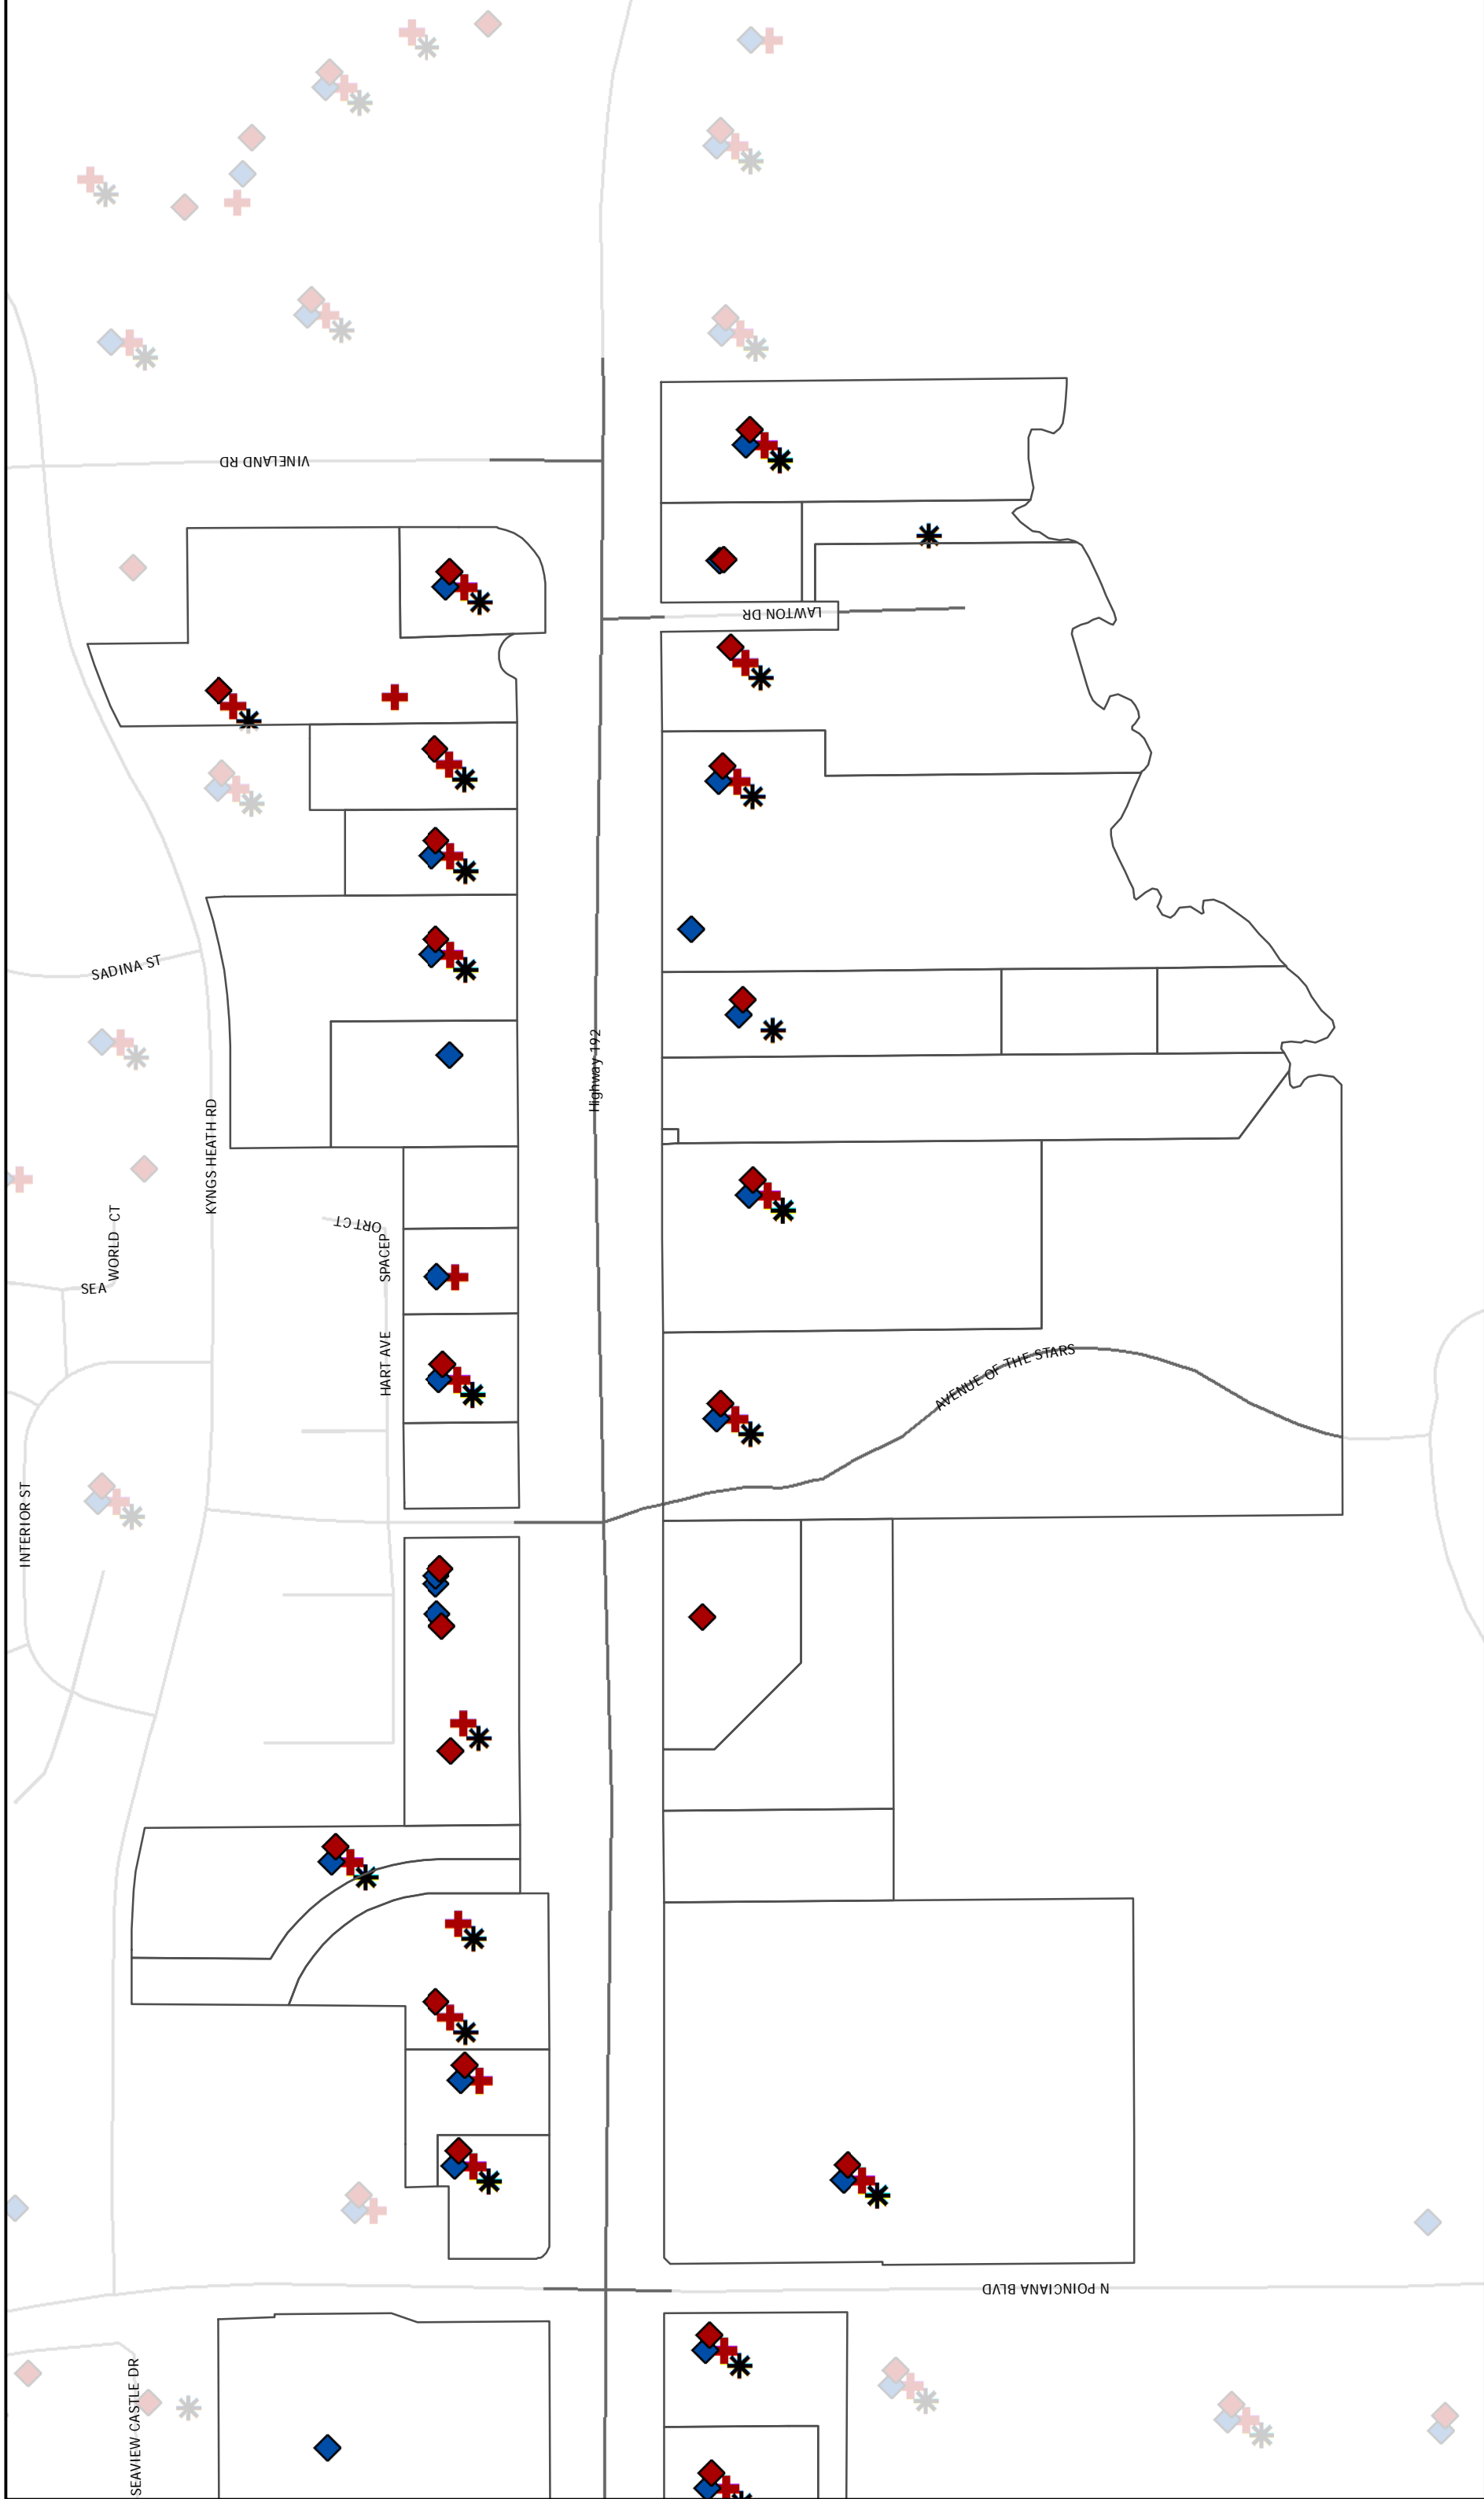 VINELAND RD
LAWTON DR
SADINA ST
Highway 192
KYNGS HEATH RD
WORLD CT
SEA
ORT CT
SPACEP
HART AVE
AVENUE OF THE STARS
INTERIOR ST
N POINCIANA BLVD
SEAVIEW CASTLE DR